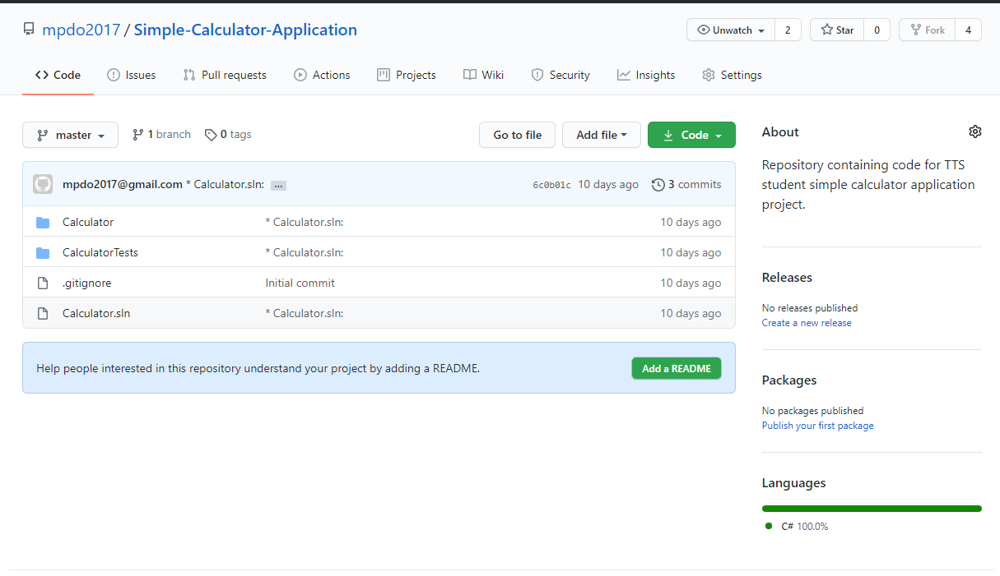 mpdo2017 / Simple-Calculator-Application
Unwatch 2 Star 0 Fork 4
Code Issues Pull requests Actions Projects Wiki Security Insights Settings
master 1 branch 0 tags Go to file Add file Code
mpdo2017@gmail.com * Calculator.sln: ... 6c0b01c 10 days ago 3 commits
Calculator * Calculator.sln: 10 days ago
CalculatorTests * Calculator.sln: 10 days ago
.gitignore Initial commit 10 days ago
Calculator.sln * Calculator.sln: 10 days ago
Help people interested in this repository understand your project by adding a README. Add a README
About
Repository containing code for TTS
student simple calculator application
project.
Releases
No releases published
Create a new release
Packages
No packages published
Publish your first package
Languages
C# 100.0%